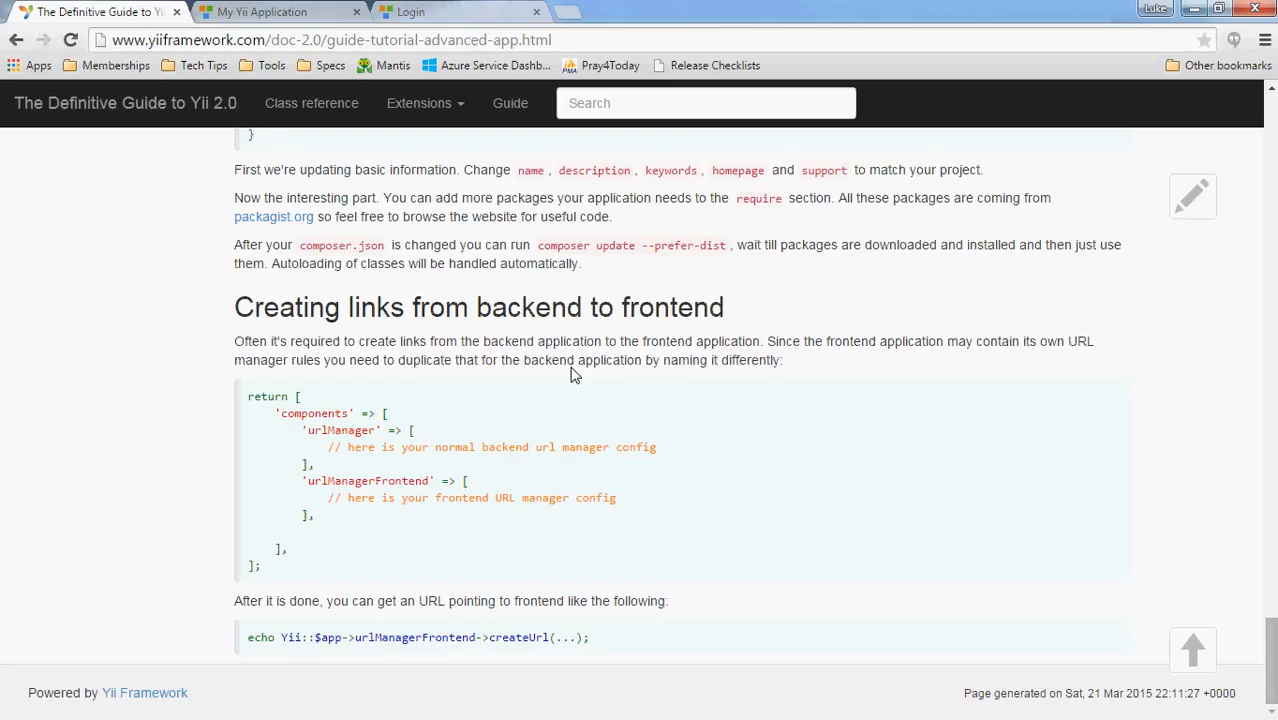 The Definitive Guide to Yii
My Yii Application
Login
Luke
www.yiiframework.com/doc-2.0/guide-tutorial-advanced-app.html
Apps Memberships Tech Tips Tools Specs Mantis Azure Service Dashb... Pray4Today Release Checklists Other bookmarks
The Definitive Guide to Yii 2.0 Class reference Extensions Guide Search
}
First we're updating basic information. Change name, description, keywords, homepage and support to match your project.
Now the interesting part. You can add more packages your application needs to the require section. All these packages are coming from
packagist.org so feel free to browse the website for useful code.
After your composer.json is changed you can run composer update --prefer-dist, wait till packages are downloaded and installed and then just use
them. Autoloading of classes will be handled automatically.
Creating links from backend to frontend
Often it's required to create links from the backend application to the frontend application. Since the frontend application may contain its own URL
manager rules you need to duplicate that for the backend application by naming it differently:
return [
'components' => [
'urlManager' => [
// here is your normal backend url manager config
],
'urlManagerFrontend' => [
// here is your frontend URL manager config
],
],
];
After it is done, you can get an URL pointing to frontend like the following:
echo Yii::$app->urlManagerFrontend->createUrl(...);
Powered by Yii Framework
Page generated on Sat, 21 Mar 2015 22:11:27 +0000